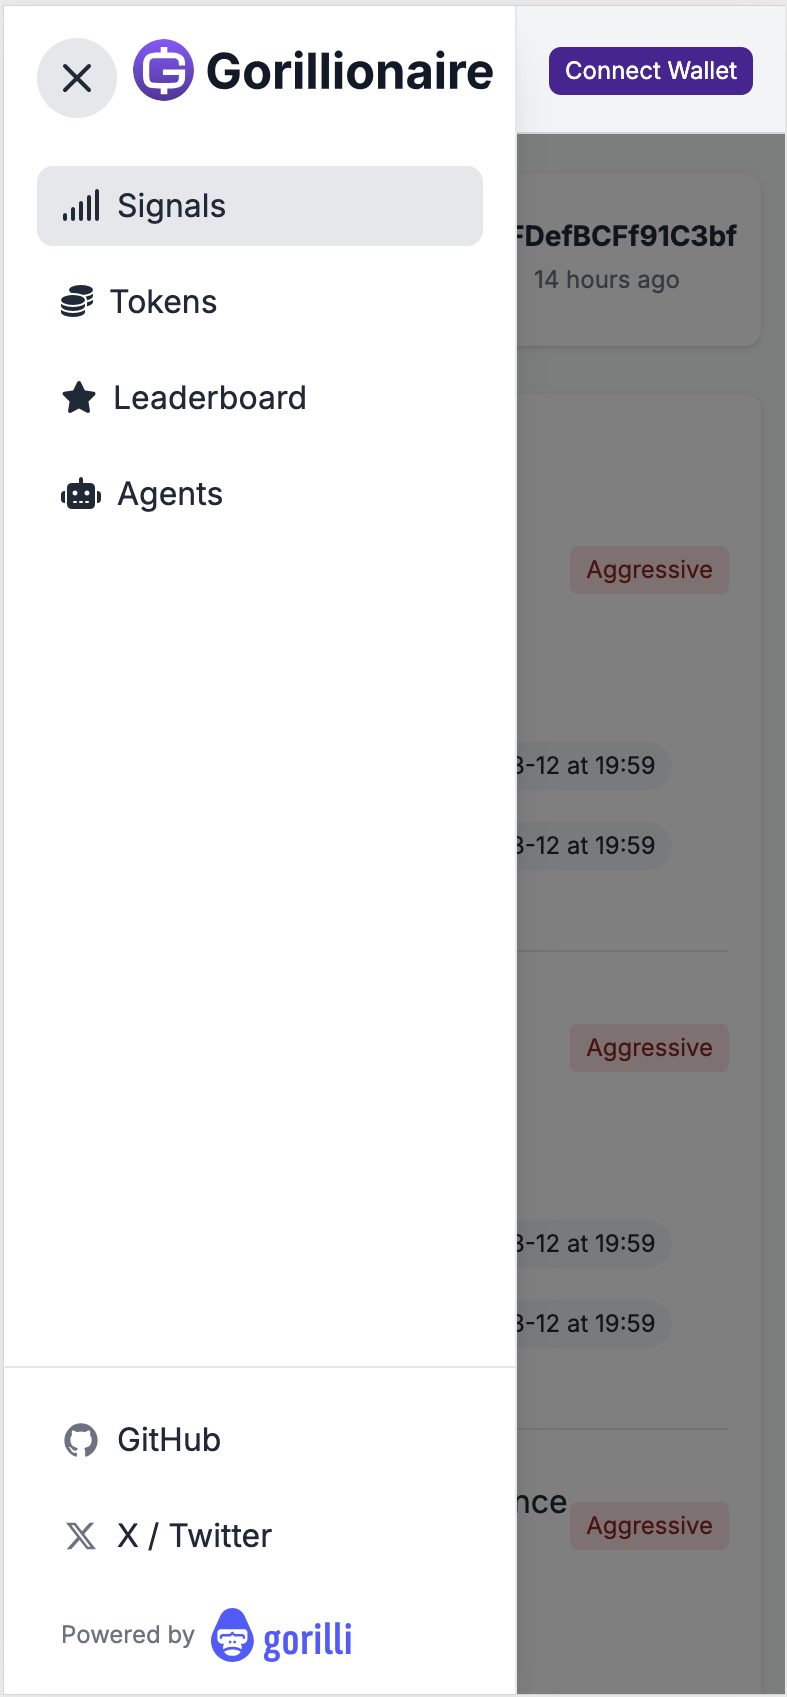 Gorillionaire
Connect Wallet
Signals
FDefBCFf91C3bf
14 hours ago
Tokens
Leaderboard
Agents
Aggressive
3-12 at 19:59
3-12 at 19:59
Aggressive
3-12 at 19:59
3-12 at 19:59
GitHub
nce
Aggressive
X / Twitter
Powered by gorilli